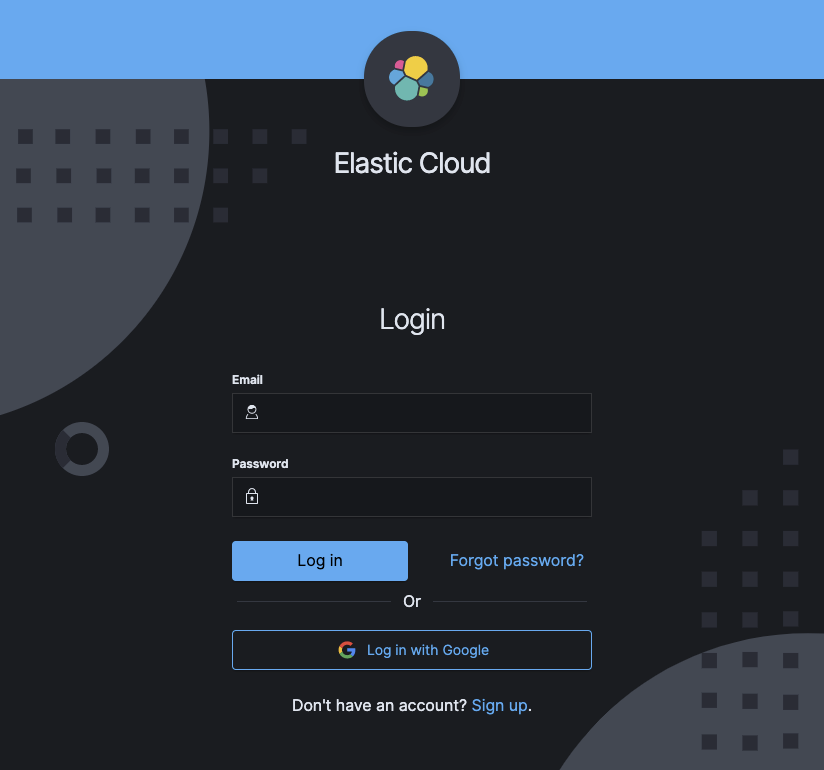 Elastic Cloud
Login
Email
Password
Log in
Forgot password?
Or
Log in with Google
Don't have an account? Sign up.